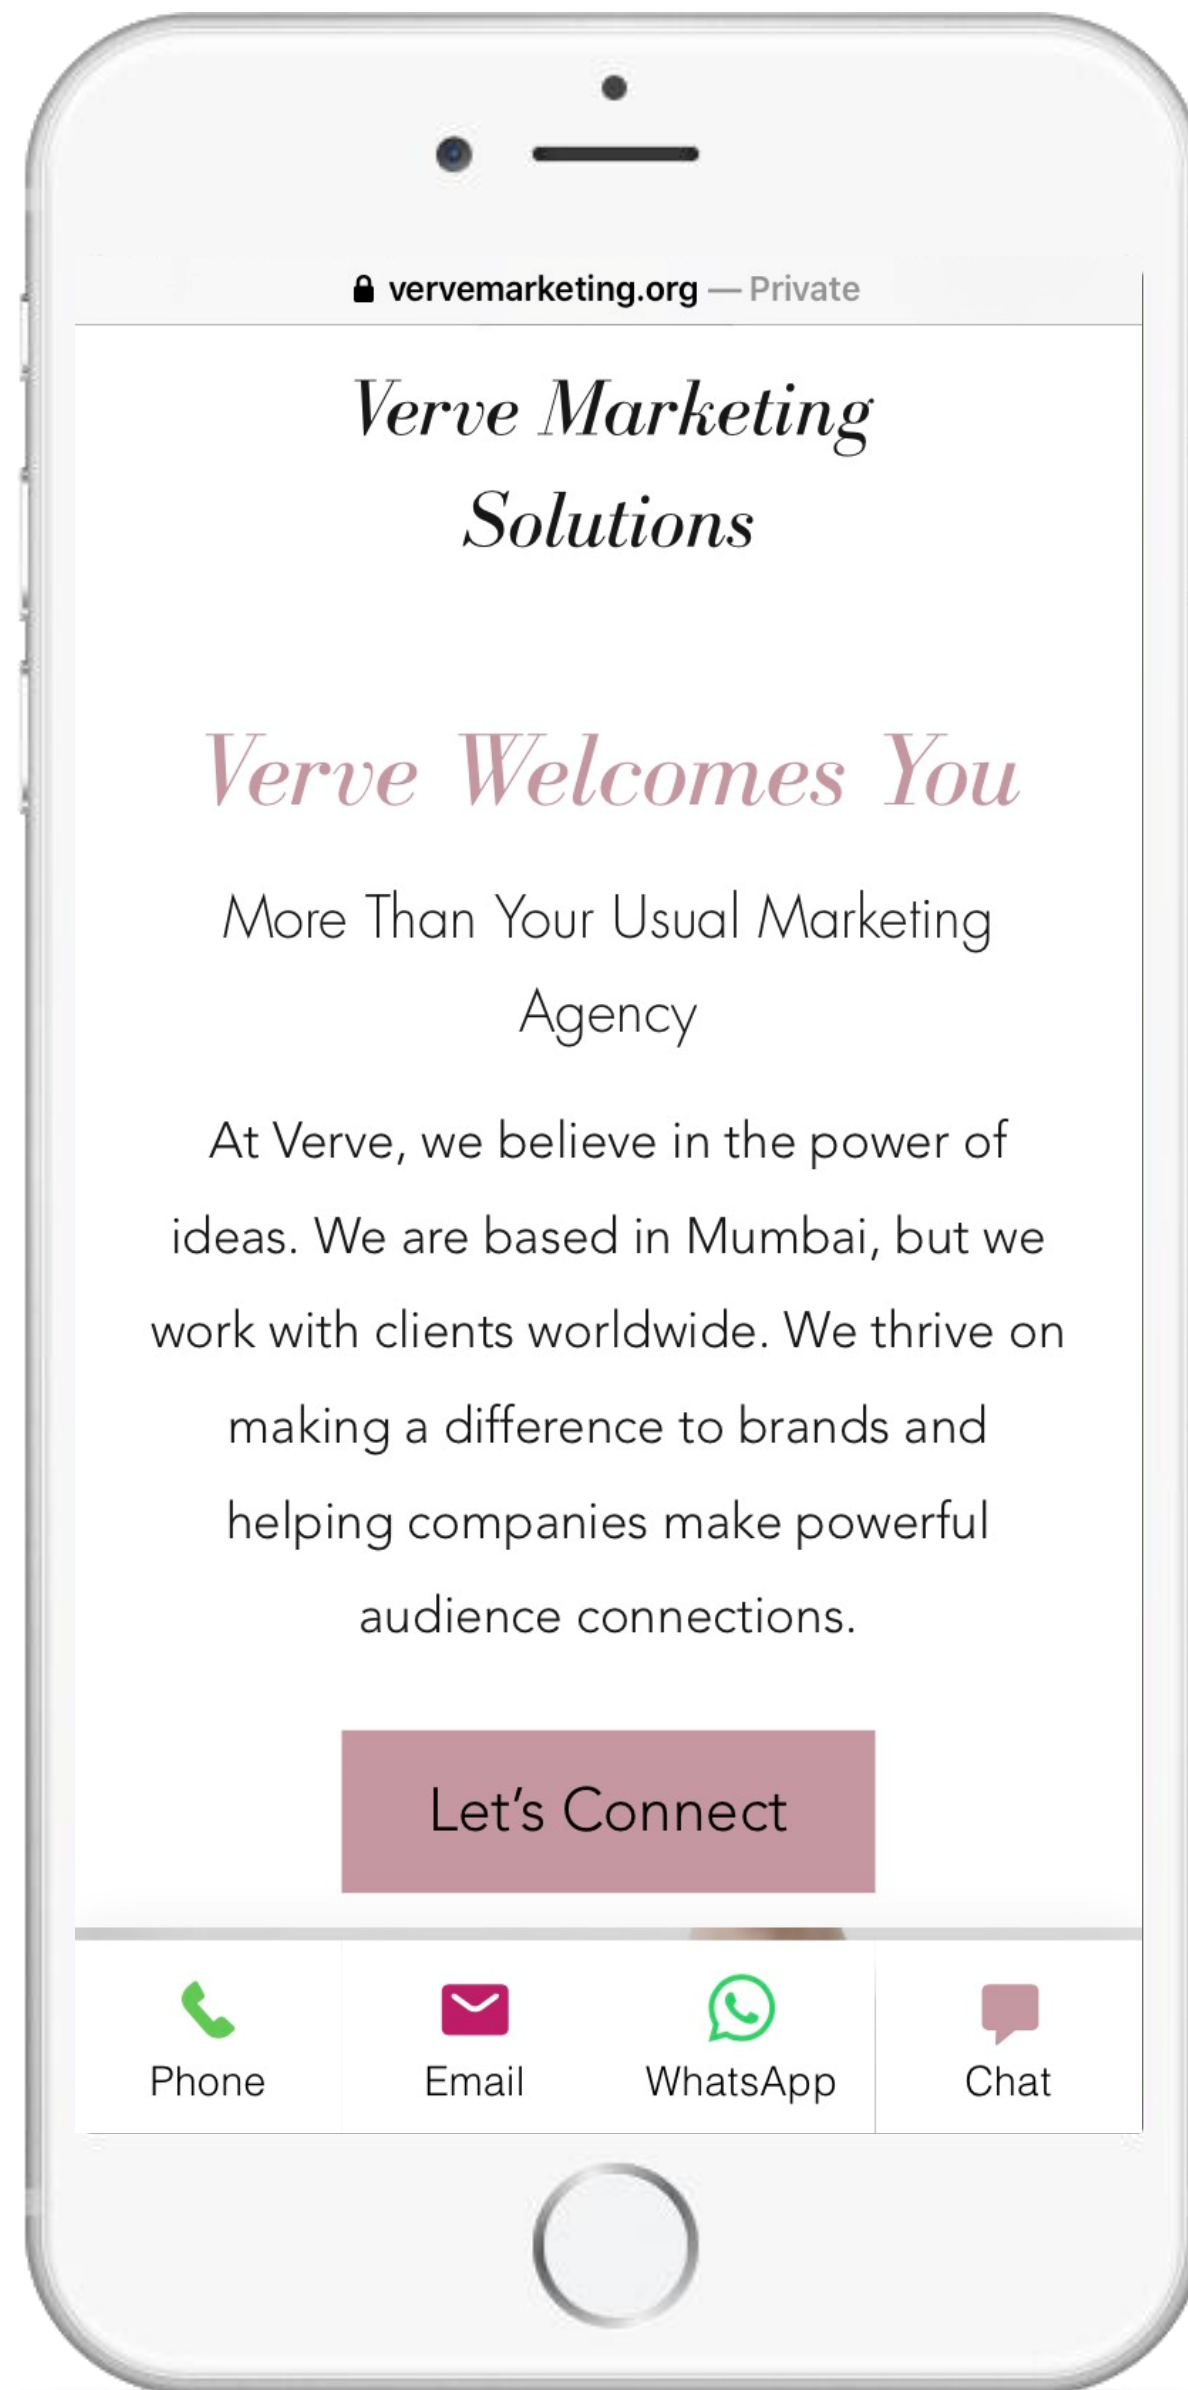 vervemarketing.org — Private
Verve Marketing
Solutions
Verve Welcomes You
More Than Your Usual Marketing
Agency
At Verve, we believe in the power of
ideas. We are based in Mumbai, but we
work with clients worldwide. We thrive on
making a difference to brands and
helping companies make powerful
audience connections.
Let’s Connect
Phone Email WhatsApp Chat